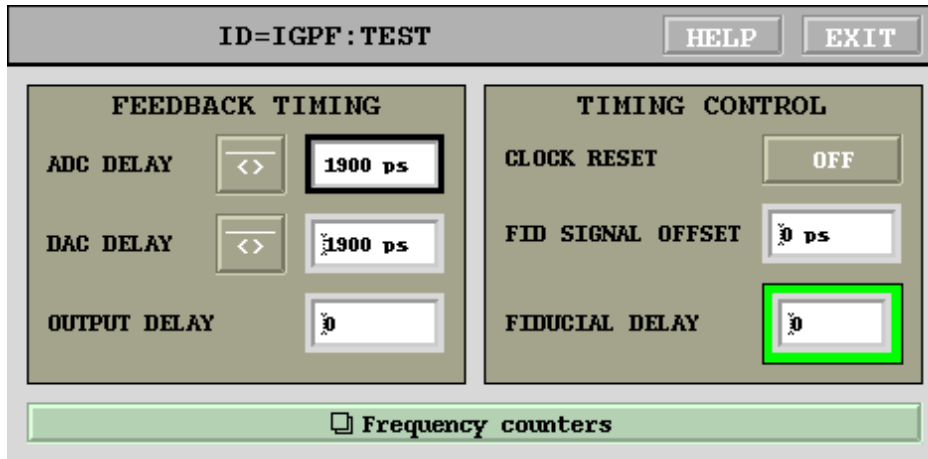 ID=IGPF:TEST
HELP
EXIT
FEEDBACK TIMING
ADC DELAY
<>
1900 ps
DAC DELAY
<>
1900 ps
OUTPUT DELAY
0
TIMING CONTROL
CLOCK RESET
OFF
FID SIGNAL OFFSET
0 ps
FIDUCIAL DELAY
0
Frequency counters